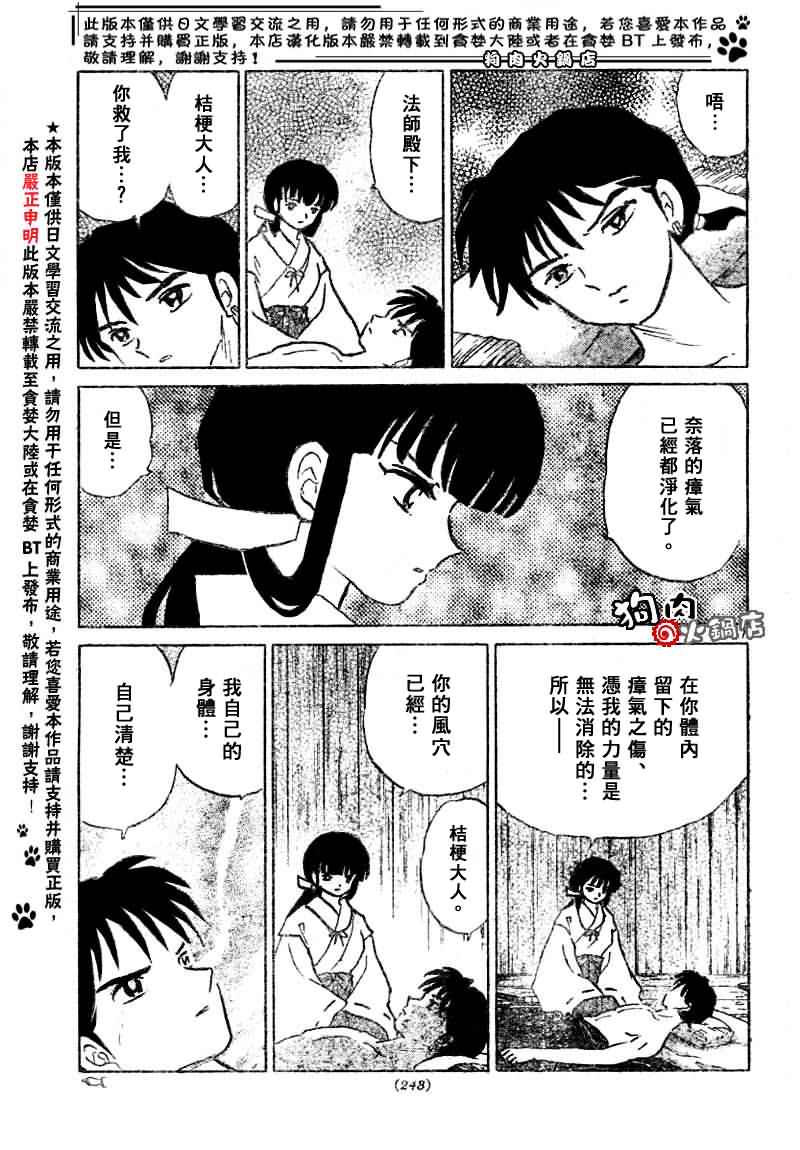 此版本僅供日文學習交流之用，請勿用于任何形式的商業用途，若您喜愛本作品
請支持并購買正版，本店漢化版本嚴禁轉載到貪婪大陸或者在貪婪BT上發布，
敬請理解，謝謝支持！
狗肉火鍋店
★本版本僅供日文學習交流之用，請勿用于任何形式的商業用途，若您喜愛本作品請支持并購買正版，
本店嚴正申明此版本嚴禁轉載至貪婪大陸或在貪婪BT上發布，敬請理解，謝謝支持！
唔…
法師殿下…
桔梗大人…
你救了我…?
奈落的瘴氣
已經都淨化了。
但是…
狗肉
火鍋店
在你體內
留下的
瘴氣之傷、
憑我的力量是
無法消除的…
所以──
你的風穴
已經…
桔梗大人。
我自己的
身體…
自己清楚…
(248)